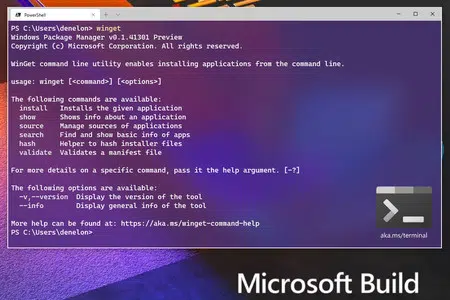 PowerShell
PS C:\Users\denelon> winget
Windows Package Manager v0.1.41301 Preview
Copyright (c) Microsoft Corporation. All rights reserved.
WinGet command line utility enables installing applications from the command line.
usage: winget [<command>] [<options>]
The following commands are available:
install Installs the given application
show Shows info about an application
source Manage sources of applications
search Find and show basic info of apps
hash Helper to hash installer files
validate Validates a manifest file
For more details on a specific command, pass it the help argument. [-?]
The following options are available:
-v,--version Display the version of the tool
--info Display general info of the tool
More help can be found at: https://aka.ms/winget-command-help
PS C:\Users\denelon>
aka.ms/terminal
Microsoft Build